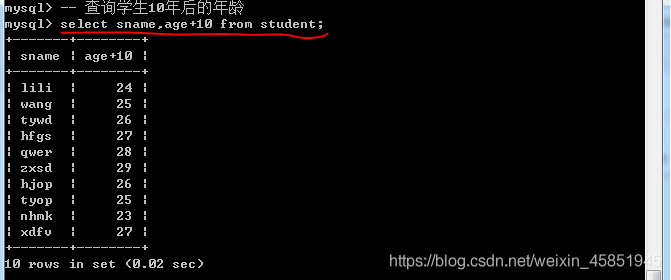 mysql> -- 查询学生10年后的年龄
mysql> select sname,age+10 from student;
+-------+--------+
| sname | age+10 |
+-------+--------+
| lili | 24 |
| wang | 25 |
| tywd | 26 |
| hfgs | 27 |
| qwer | 28 |
| zxsd | 29 |
| hjop | 26 |
| tyop | 25 |
| nhmk | 23 |
| xdfv | 27 |
+-------+--------+
10 rows in set (0.02 sec)
https://blog.csdn.net/weixin_45851945